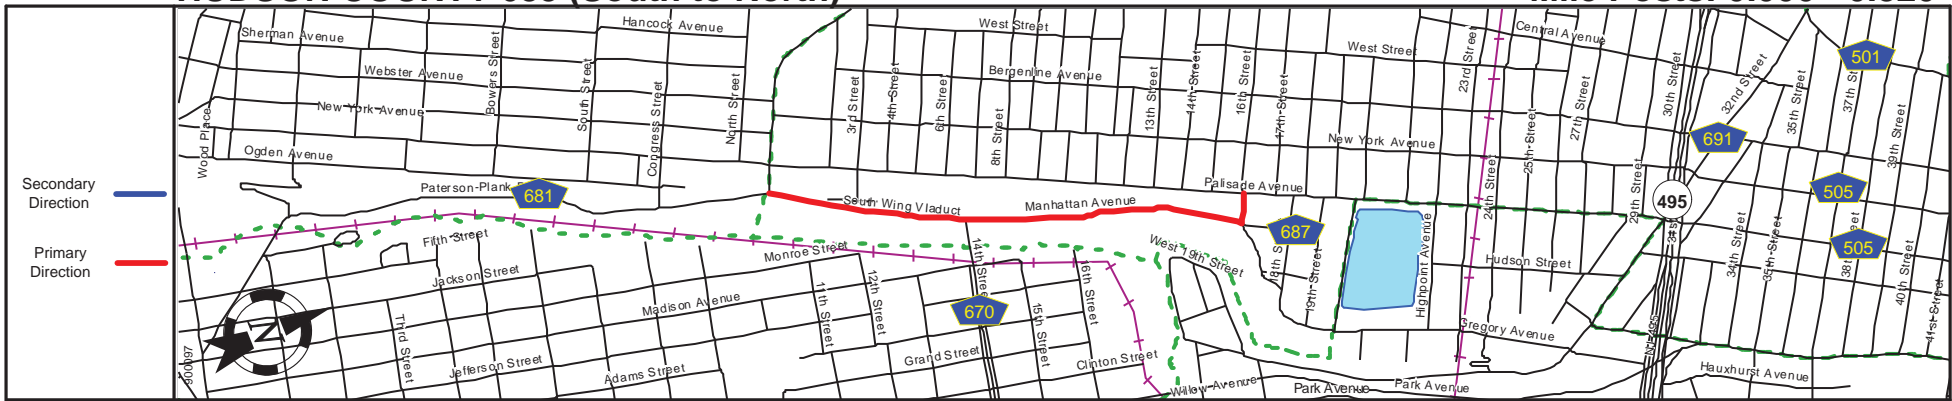 Secondary
Direction
Primary
Direction
Sherman Avenue
Hancock Avenue
Webster Avenue
New York Avenue
Ogden Avenue
Wood Place
Bowers Street
South Street
Congress Street
North Street
Paterson-Plank
681
Fifth Street
Jackson Street
Third Street
Jefferson Street
Adams Street
Madison Avenue
Monroe Street
South Wing Viaduct
Manhattan Avenue
Palisade Avenue
West Street
Bergenline Avenue
3rd Street
4th Street
6th Street
8th Street
13th Street
14th Street
16th Street
17th Street
11th Street
12th Street
14th Street
15th Street
16th Street
670
Grand Street
Clinton Street
Willow Avenue
West 19th Street
687
18th S
19th Street
Highpoint Avenue
Park Avenue
Park Avenue
Gregory Avenue
Hudson Street
West Street
New York Avenue
Central Avenue
23rd Street
24th Street
25th Street
27th Street
29th Street
30th Street
31st
32nd Street
34th Street
35th Street
35th Street
37th St
38
39th Street
40th Street
41st Street
495
501
691
505
505
NJ 495
Hauxhurst Avenue
N
900097